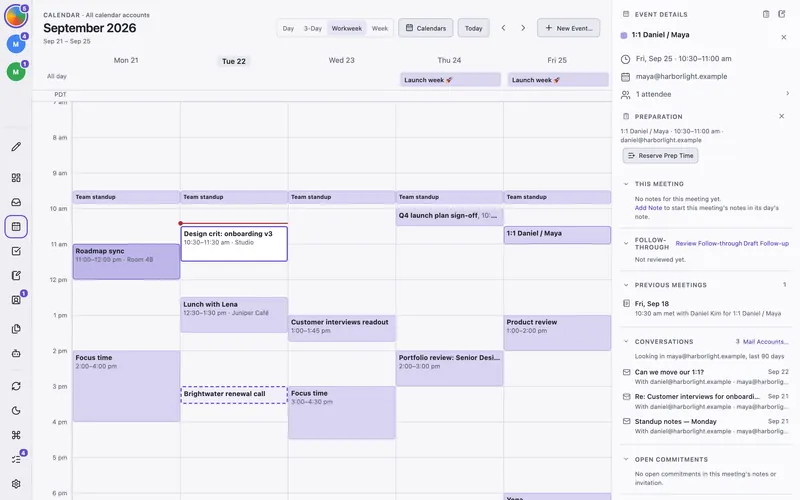 6
M 4
M 1
1
4
CALENDAR · All calendar accounts
September 2026
Sep 21 – Sep 25
Day 3-Day Workweek Week
Calendars
Today
New Event...
Mon 21 Tue 22 Wed 23 Thu 24 Fri 25
All day
Launch week 🚀
Launch week 🚀
PDT
7 am
8 am
9 am
10 am
11 am
12 pm
1 pm
2 pm
3 pm
4 pm
5 pm
6 pm
Team standup
Team standup
Team standup
Team standup
Team standup
Roadmap sync
11:00–12:00 pm · Room 4B
Focus time
2:00–4:00 pm
Design crit: onboarding v3
10:30–11:30 am · Studio
Lunch with Lena
12:30–1:30 pm · Juniper Café
Brightwater renewal call
Customer interviews readout
1:00–1:45 pm
Focus time
3:00–4:30 pm
Q4 launch plan sign-off, 10:...
Portfolio review: Senior Desi...
2:00–3:00 pm
1:1 Daniel / Maya
Product review
1:00–2:00 pm
Yoga
EVENT DETAILS
1:1 Daniel / Maya
Fri, Sep 25 · 10:30–11:00 am
maya@harborlight.example
1 attendee
PREPARATION
1:1 Daniel / Maya · 10:30–11:00 am ·
daniel@harborlight.example
Reserve Prep Time
THIS MEETING
No notes for this meeting yet.
Add Note to start this meeting's notes in its day's
note.
FOLLOW-
THROUGH
Review Follow-through Draft Follow-up
Not reviewed yet.
PREVIOUS MEETINGS 1
Fri, Sep 18
10:30 am met with Daniel Kim for 1:1 Daniel / Maya
CONVERSATIONS 3 Mail Accounts...
Looking in maya@harborlight.example, last 90 days
Can we move our 1:1? Sep 22
With daniel@harborlight.example · maya@harborlig...
Re: Customer interviews for onboardi... Sep 21
With daniel@harborlight.example · maya@harborlig...
Standup notes — Monday Sep 21
With daniel@harborlight.example · maya@harborlig...
OPEN COMMITMENTS
No open commitments in this meeting's notes or
invitation.